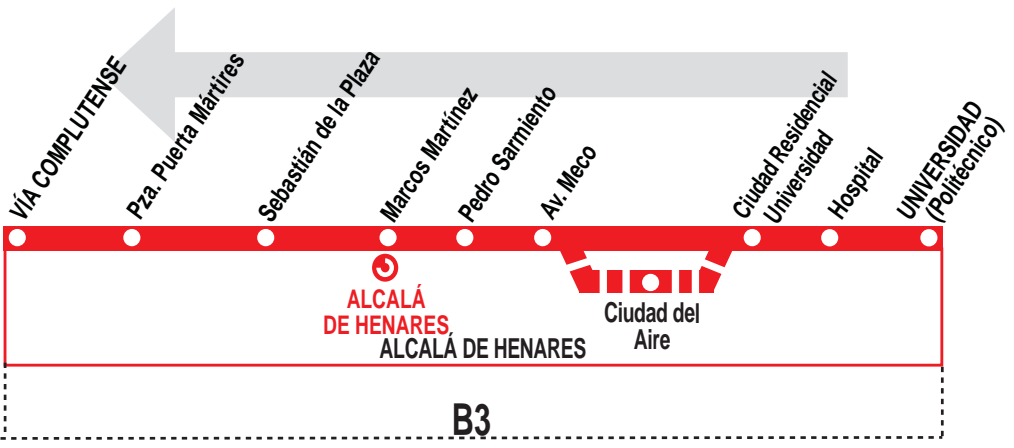 VÍA COMPLUTENSE
Pza. Puerta Mártires
Sebastián de la Plaza
Marcos Martínez
Pedro Sarmiento
Av. Meco
Ciudad Residencial
Universidad
Hospital
UNIVERSIDAD
(Politécnico)
ALCALÁ
DE HENARES
Ciudad del
Aire
ALCALÁ DE HENARES
B3